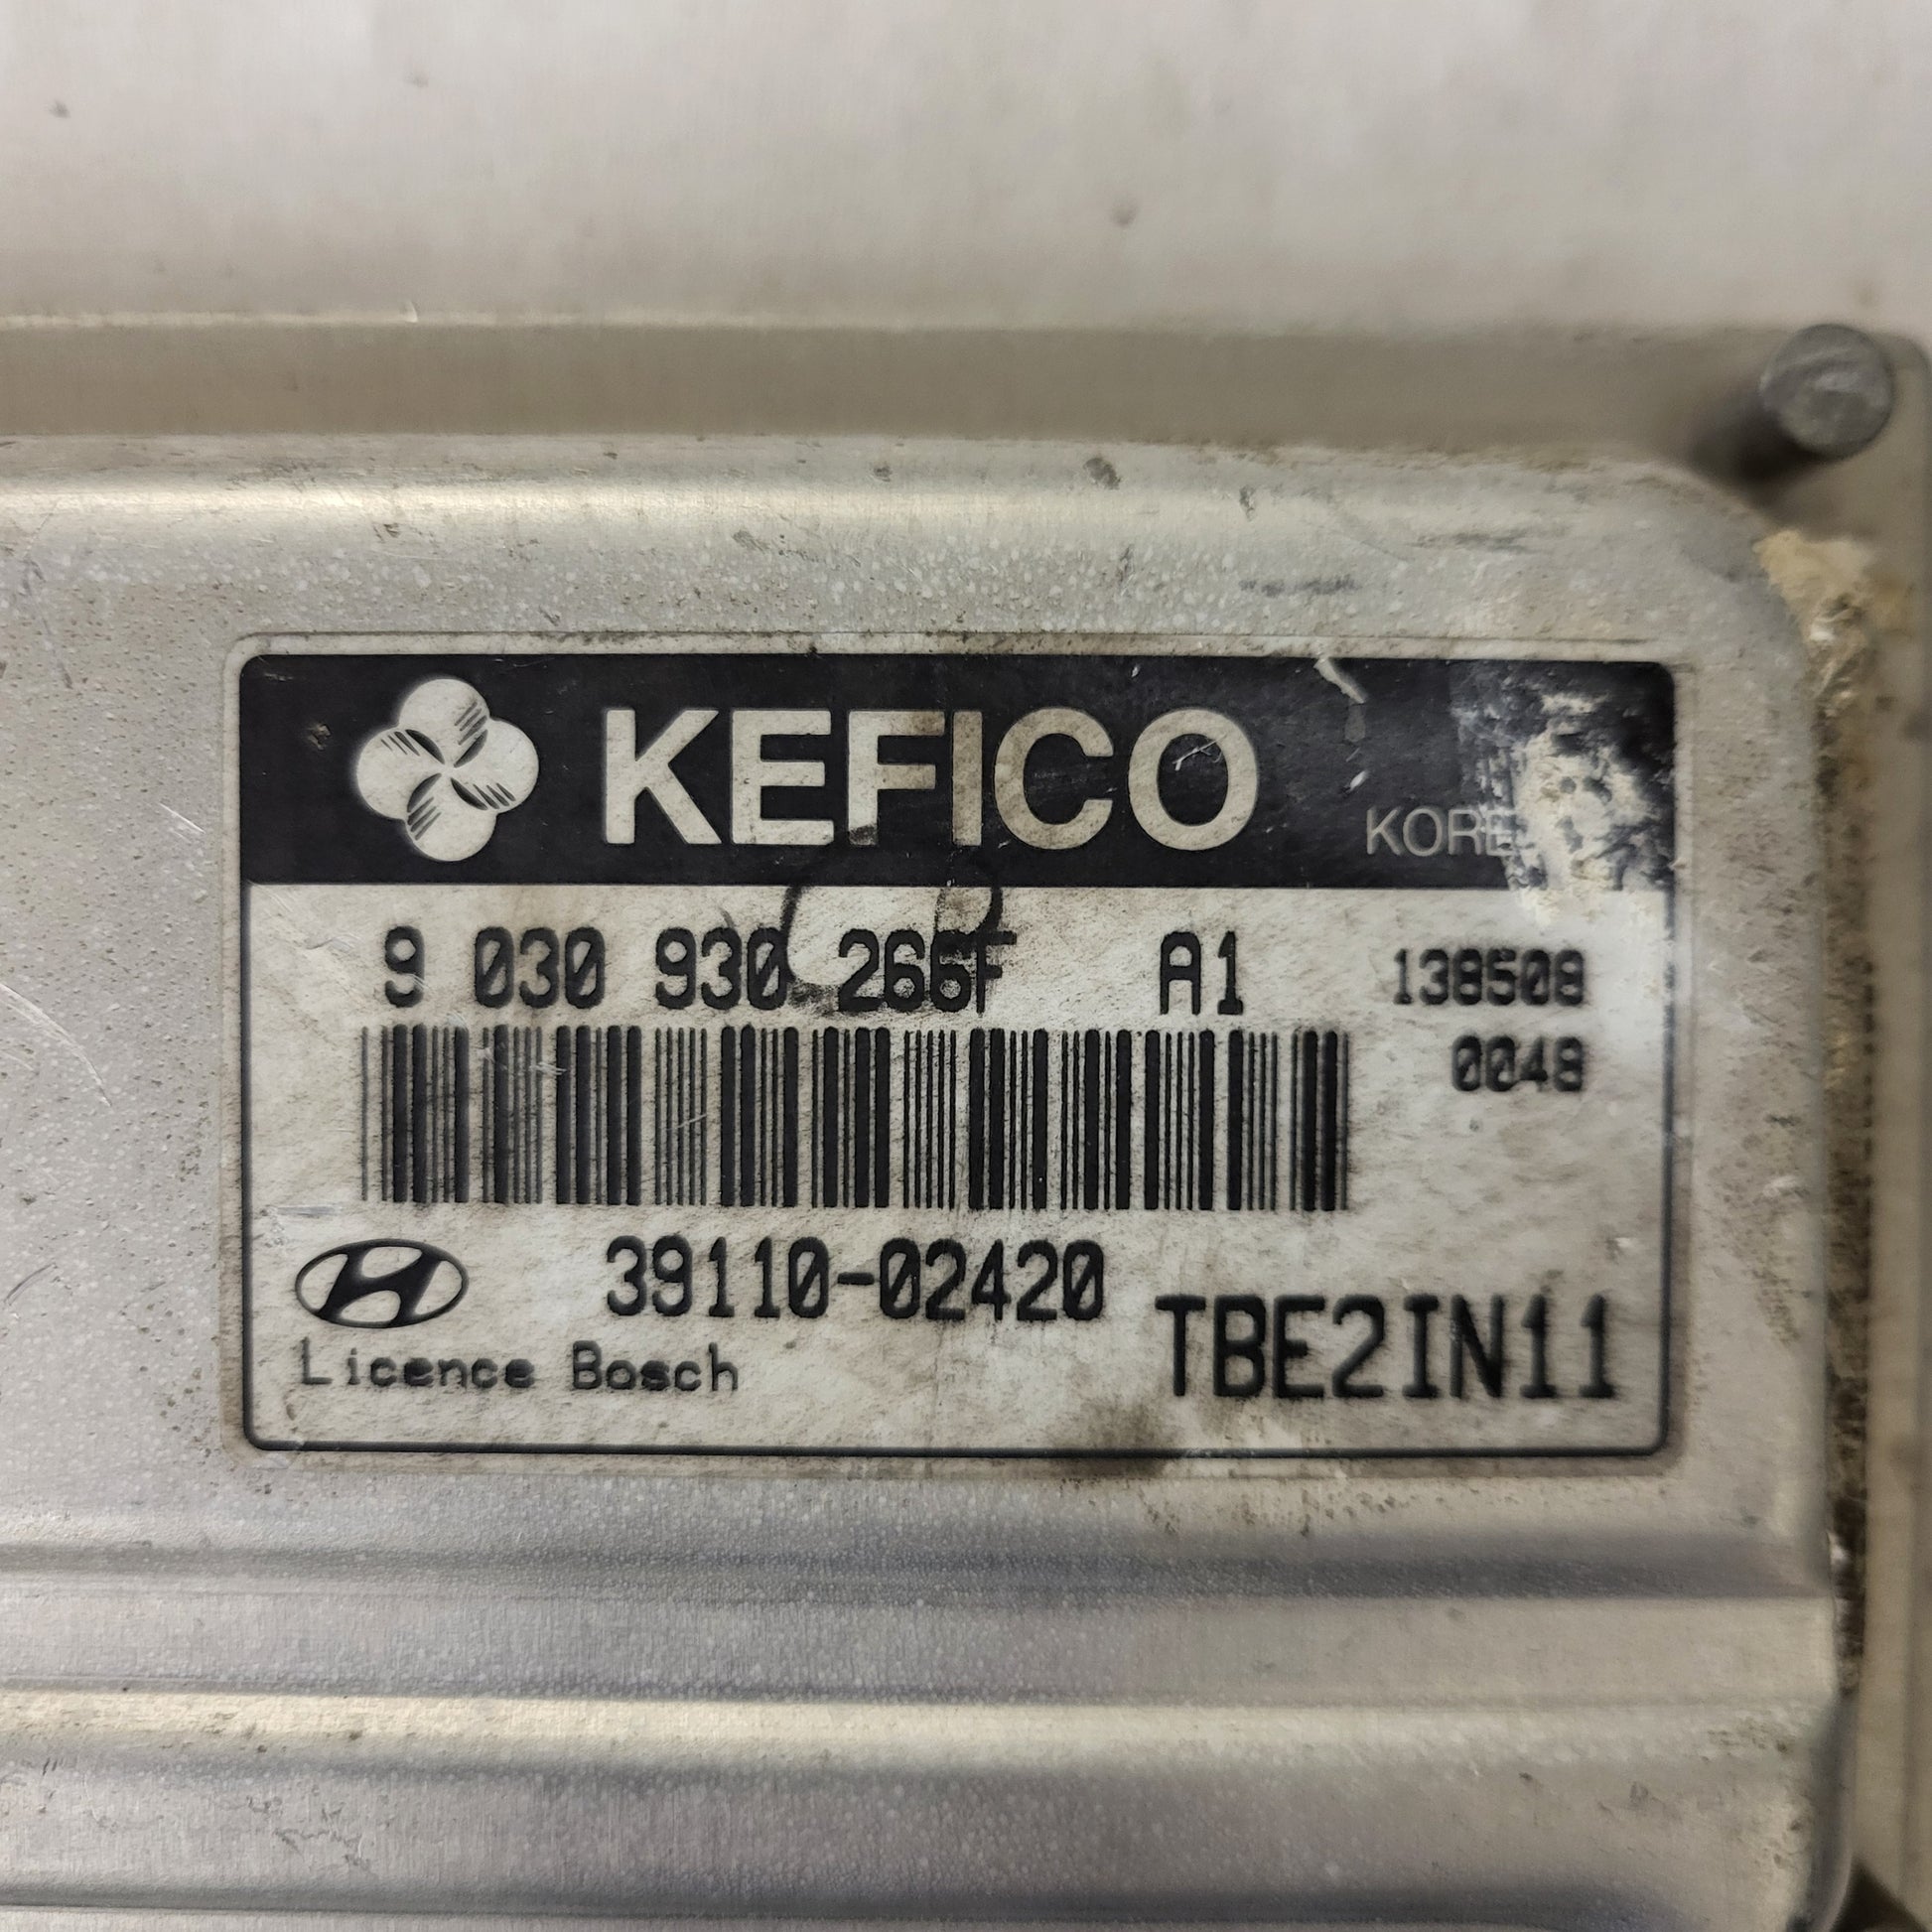 KEFICO
KORE
9 030 930 266F A1 138508
0048
39110-02420
TBE2IN11
Licence Bosch